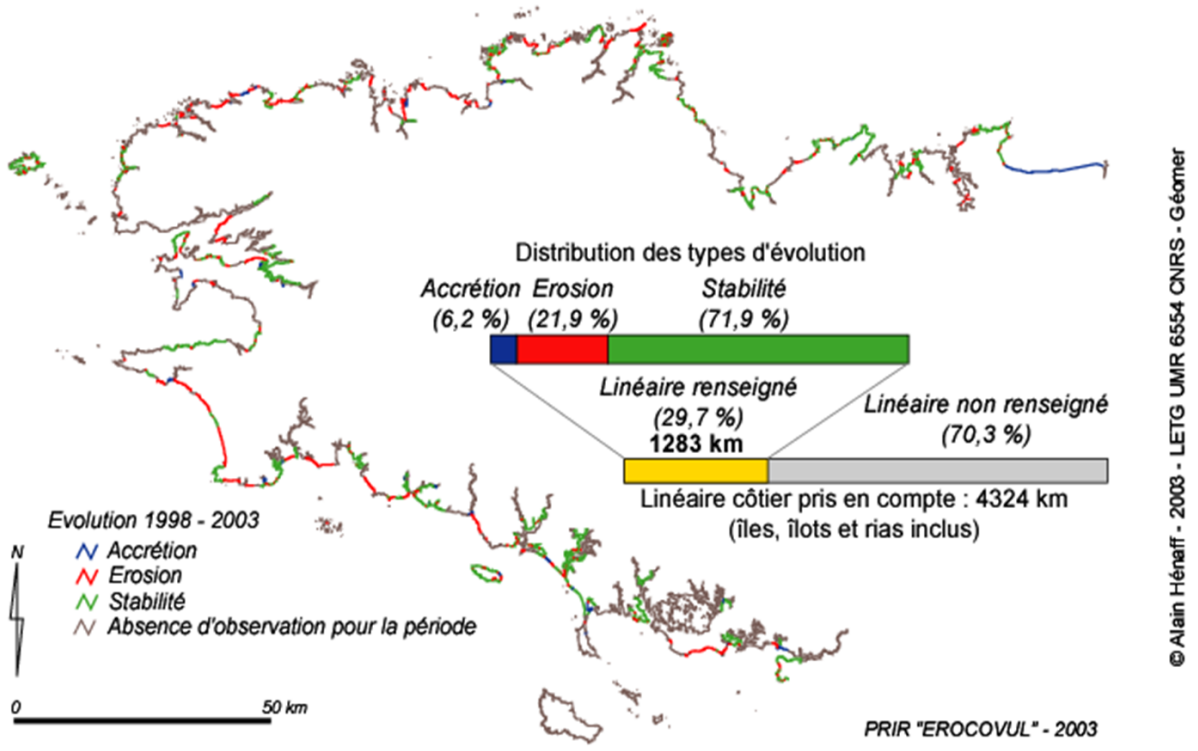 Distribution des types d'évolution
Accrétion Erosion Stabilité
(6,2 %) (21,9 %) (71,9 %)
Linéaire renseigné
(29,7 %)
1283 km
Linéaire non renseigné
(70,3 %)
Linéaire côtier pris en compte : 4324 km
(îles, îlots et rias inclus)
Evolution 1998 - 2003
Accrétion
Erosion
Stabilité
Absence d'observation pour la période
N
0 50 km
PRIR "EROCOVUL" - 2003
© Alain Hénaff - 2003 - LETG UMR 6554 CNRS - Géomer